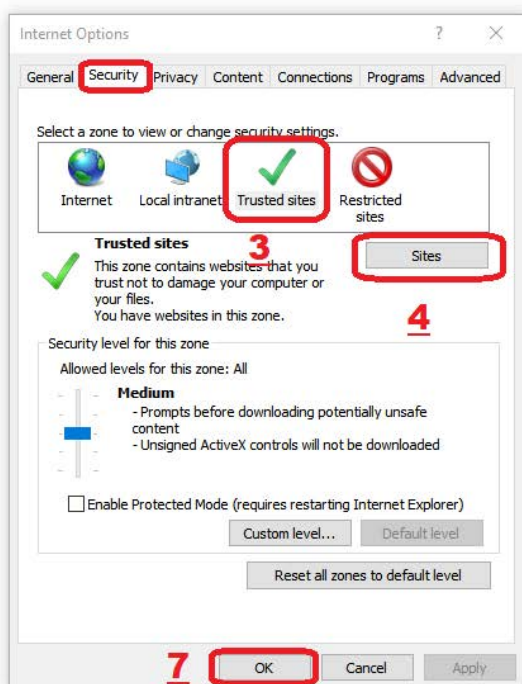 Internet Options ? ×
General Security Privacy Content Connections Programs Advanced
Select a zone to view or change security settings.
Internet Local intranet Trusted sites Restricted sites
3
Trusted sites
Sites
This zone contains websites that you
trust not to damage your computer or
your files.
You have websites in this zone.
4
Security level for this zone
Allowed levels for this zone: All
Medium
- Prompts before downloading potentially unsafe
content
- Unsigned ActiveX controls will not be downloaded
Enable Protected Mode (requires restarting Internet Explorer)
Custom level... Default level
Reset all zones to default level
7 OK Cancel Apply